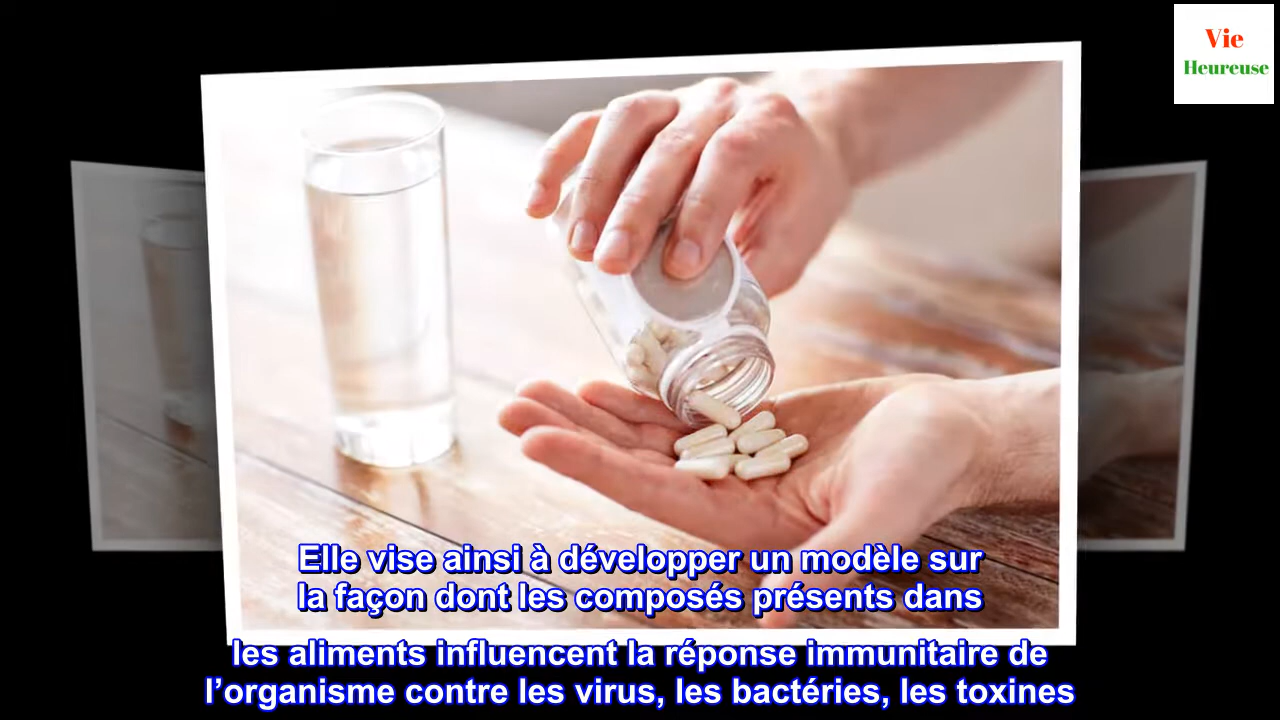 Vie
Heureuse
Elle vise ainsi à développer un modèle sur
la façon dont les composés présents dans
les aliments influencent la réponse immunitaire de
l’organisme contre les virus, les bactéries, les toxines